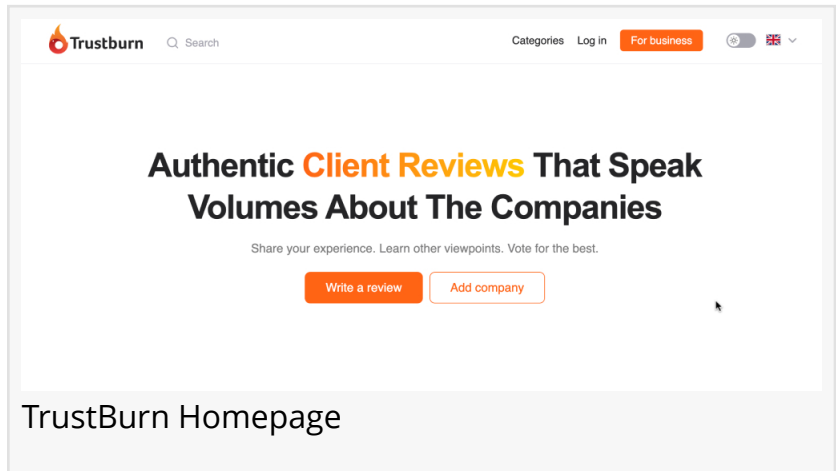 Trustburn Search Categories Log in For business
Authentic Client Reviews That Speak
Volumes About The Companies
Share your experience. Learn other viewpoints. Vote for the best.
Write a review Add company
TrustBurn Homepage